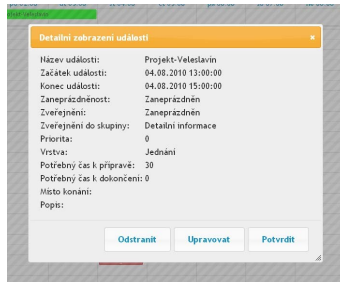 Detailní zobrazení události
Název události: Projekt-Veleslavín
Začátek události: 04.08.2010 13:00:00
Konec události: 04.08.2010 15:00:00
Zaneprázdněnost: Zaneprázdněn
Zveřejnění: Zaneprázdněn
Zveřejnění do skupiny: Detailní informace
Priorita: 0
Vrstva: Jednání
Potřebný čas k přípravě: 30
Potřebný čas k dokončení: 0
Místo konání:
Popis:
Odstranit Upravovat Potvrdit